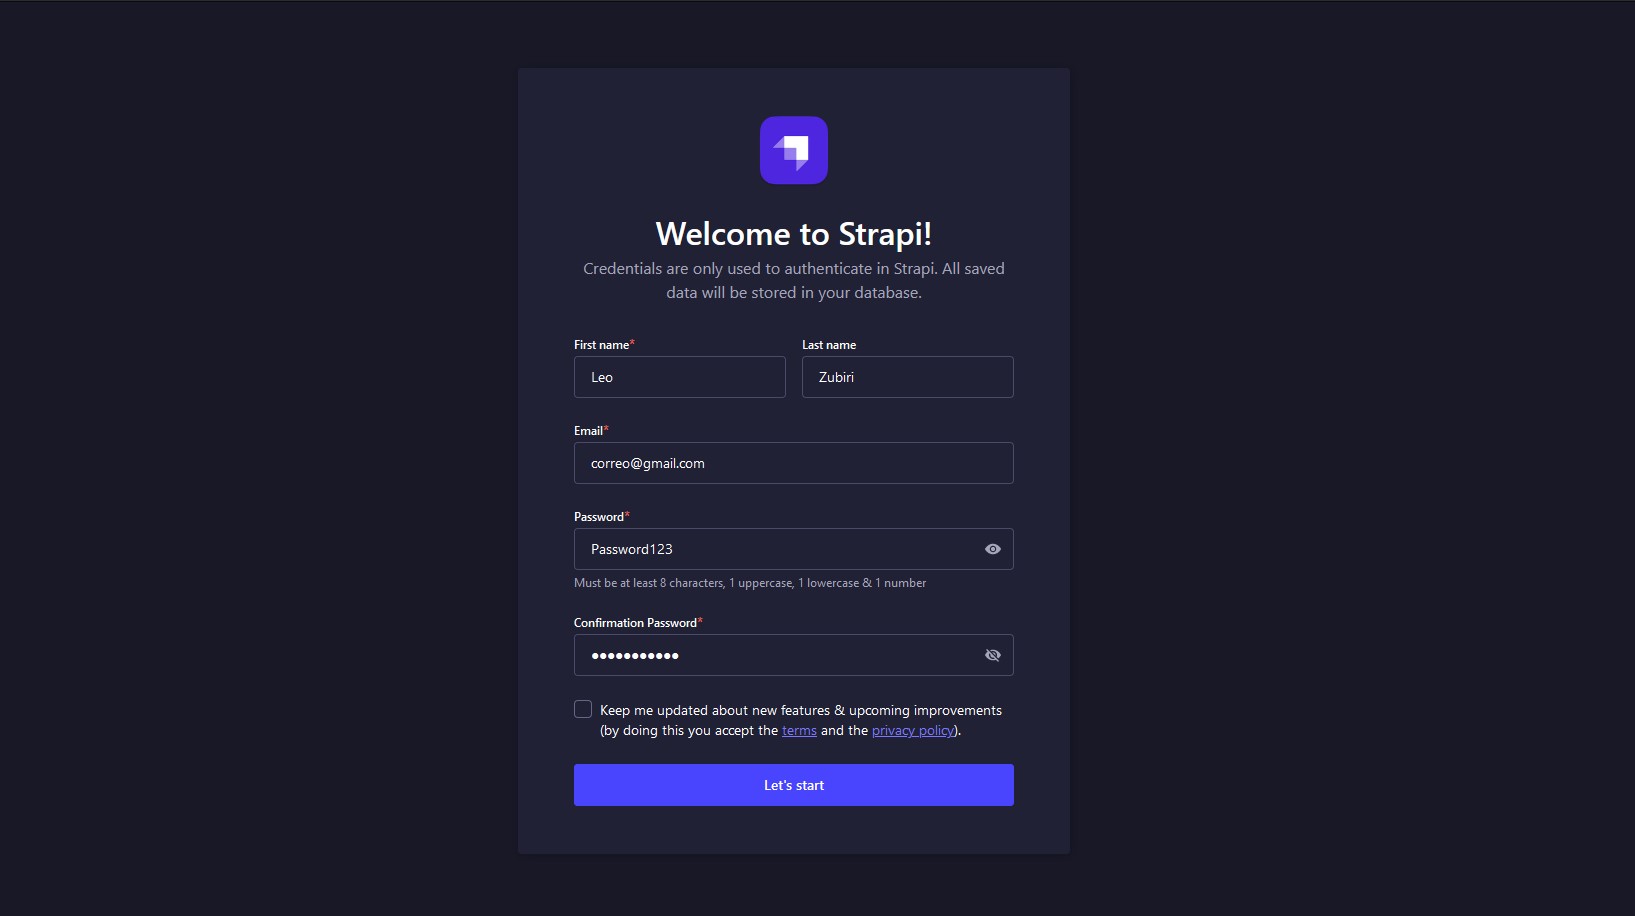 Welcome to Strapi!
Credentials are only used to authenticate in Strapi. All saved
data will be stored in your database.
First name*
Last name
Leo
Zubiri
Email*
correo@gmail.com
Password*
Password123
Must be at least 8 characters, 1 uppercase, 1 lowercase & 1 number
Confirmation Password*
●●●●●●●●●●●
Keep me updated about new features & upcoming improvements
(by doing this you accept the terms and the privacy policy).
Let's start